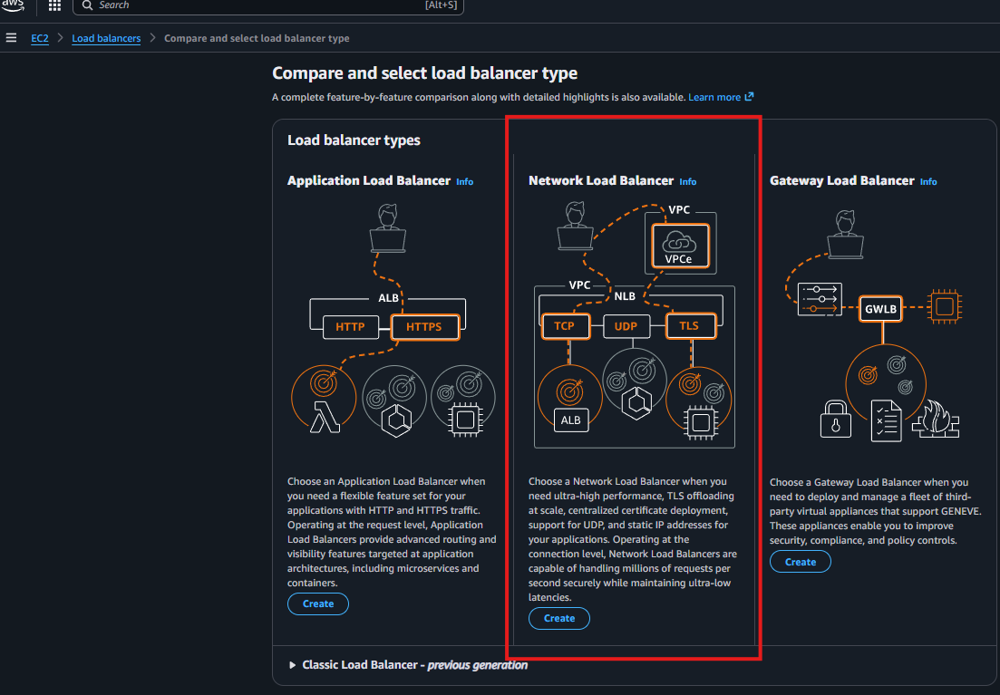 aws
Search
[Alt+S]
EC2
Load balancers
Compare and select load balancer type
Compare and select load balancer type
A complete feature-by-feature comparison along with detailed highlights is also available. Learn more
Load balancer types
Application Load Balancer Info
ALB
HTTP
HTTPS
Choose an Application Load Balancer when
you need a flexible feature set for your
applications with HTTP and HTTPS traffic.
Operating at the request level, Application
Load Balancers provide advanced routing and
visibility features targeted at application
architectures, including microservices and
containers.
Create
Network Load Balancer Info
VPC
VPCe
VPC
NLB
TCP
UDP
TLS
ALB
Choose a Network Load Balancer when you
need ultra-high performance, TLS offloading
at scale, centralized certificate deployment,
support for UDP, and static IP addresses for
your applications. Operating at the
connection level, Network Load Balancers are
capable of handling millions of requests per
second securely while maintaining ultra-low
latencies.
Create
Gateway Load Balancer Info
GWLB
Choose a Gateway Load Balancer when you
need to deploy and manage a fleet of third-
party virtual appliances that support GENEVE.
These appliances enable you to improve
security, compliance, and policy controls.
Create
Classic Load Balancer - previous generation